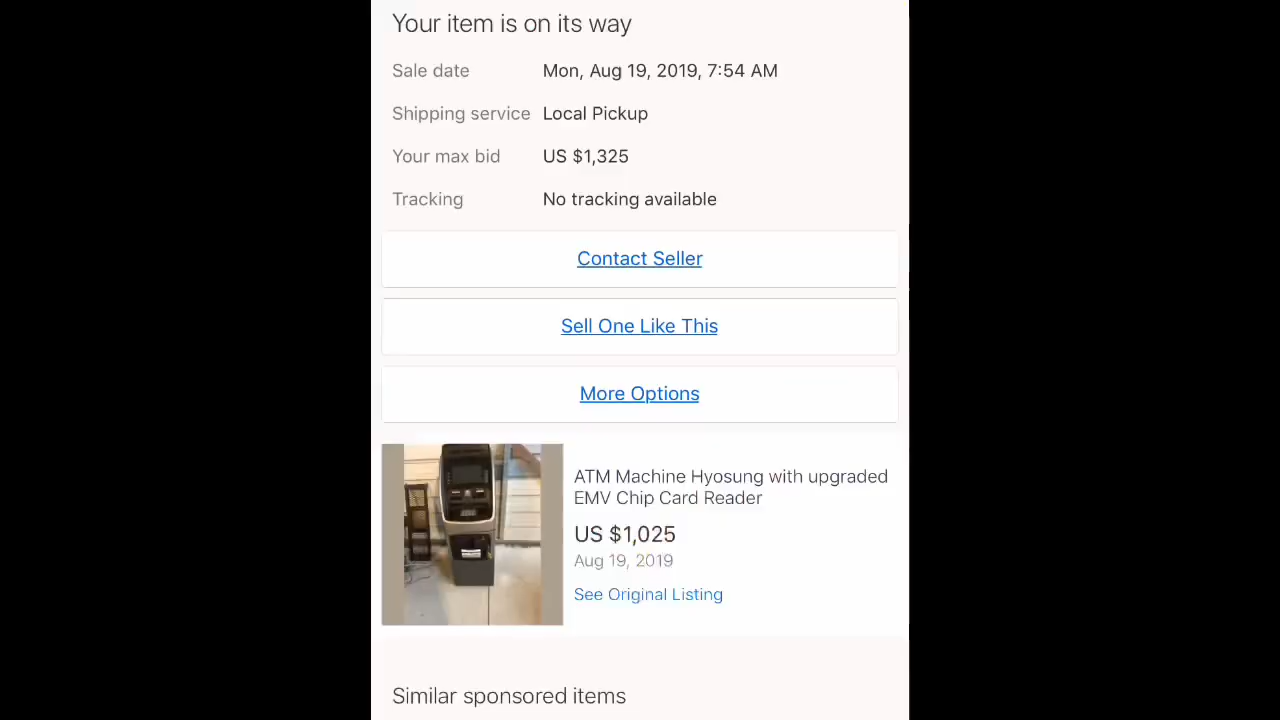 Your item is on its way
Sale date Mon, Aug 19, 2019, 7:54 AM
Shipping service Local Pickup
Your max bid US $1,325
Tracking No tracking available
Contact Seller
Sell One Like This
More Options
ATM Machine Hyosung with upgraded
EMV Chip Card Reader
US $1,025
Aug 19, 2019
See Original Listing
Similar sponsored items